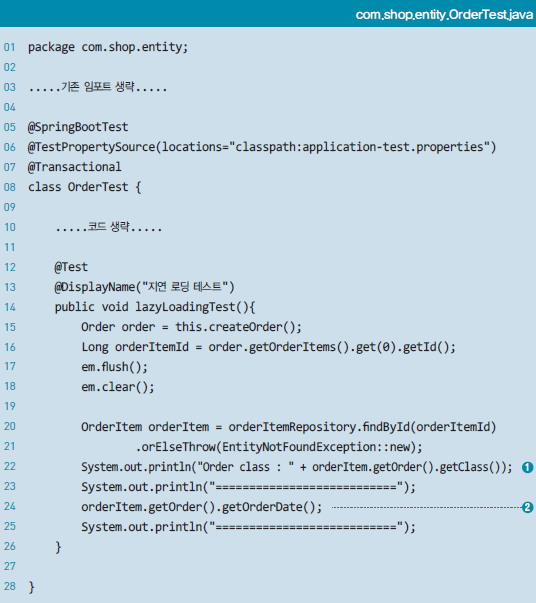 com.shop.entity.OrderTest.java
01 package com.shop.entity;
02
03 .....기존 임포트 생략.....
04
05 @SpringBootTest
06 @TestPropertySource(locations="classpath:application-test.properties")
07 @Transactional
08 class OrderTest {
09
10     .....코드 생략.....
11
12     @Test
13     @DisplayName("지연 로딩 테스트")
14     public void lazyLoadingTest(){
15         Order order = this.createOrder();
16         Long orderItemId = order.getOrderItems().get(0).getId();
17         em.flush();
18         em.clear();
19
20         OrderItem orderItem = orderItemRepository.findById(orderItemId)
21                 .orElseThrow(EntityNotFoundException::new);
22         System.out.println("Order class : " + orderItem.getOrder().getClass()); ❶
23         System.out.println("===========================");
24         orderItem.getOrder().getOrderDate(); ❷
25         System.out.println("===========================");
26     }
27
28 }